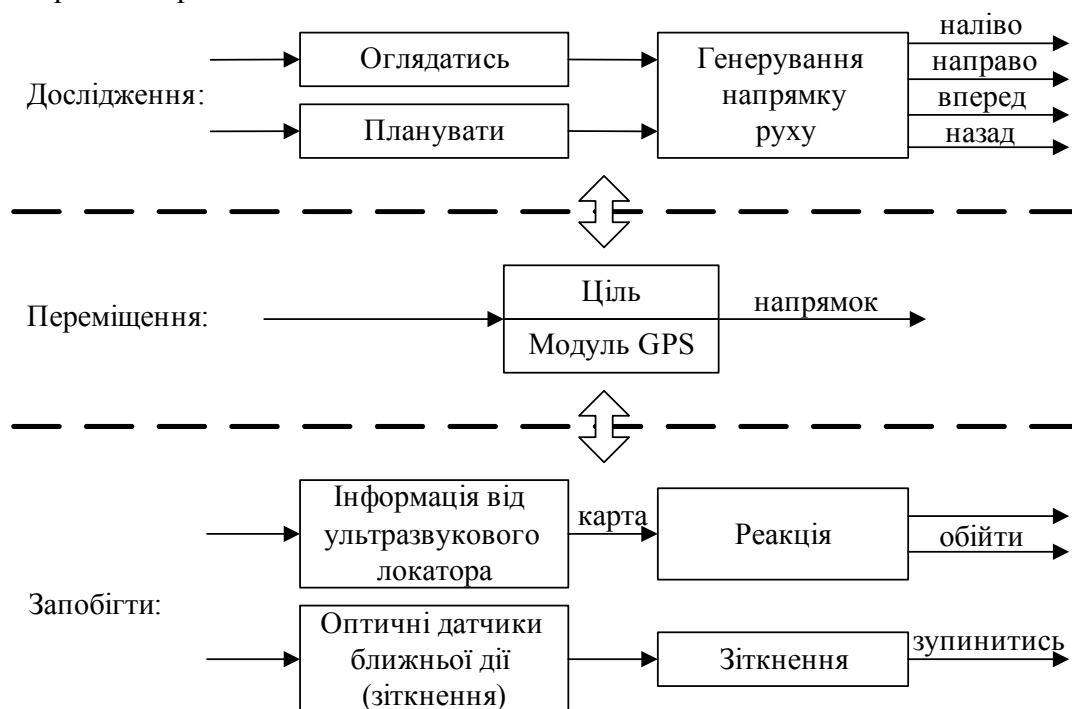 наліво
Оглядатись
Генерування
напрямку
руху
направо
Дослідження:
вперед
Планувати
назад
Ціль
Переміщення:
напрямок
Модуль GPS
Інформація від
ультразвукового
локатора
карта
Реакція
обійти
Запобігти:
Оптичні датчики
ближньої дії
(зіткнення)
Зіткнення
зупинитись